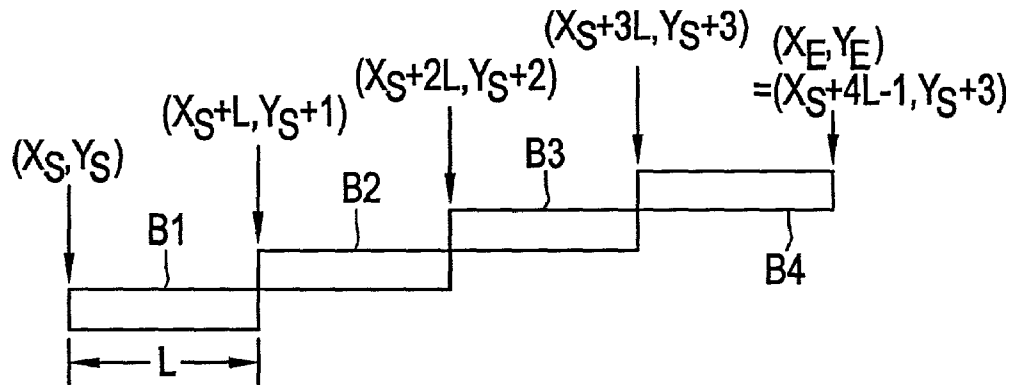 (XS,YS)
(XS+L,YS+1)
(XS+2L,YS+2)
(XS+3L,YS+3)
(XE,YE)
=(XS+4L-1,YS+3)
B1
B2
B3
B4
L